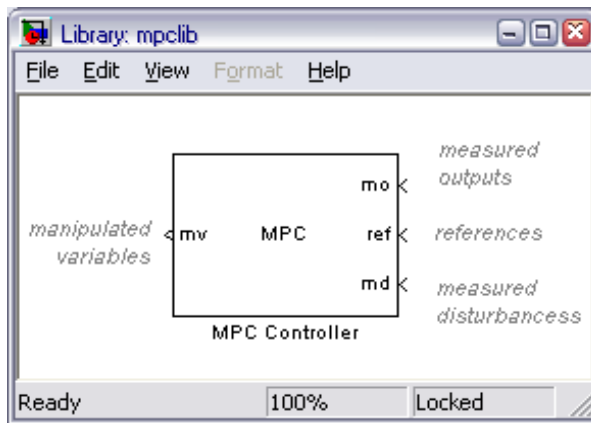 Library: mpclib
File Edit View Format Help
manipulated
variables
mv
MPC
mo
ref
md
measured
outputs
references
measured
disturbancess
MPC Controller
Ready 100% Locked